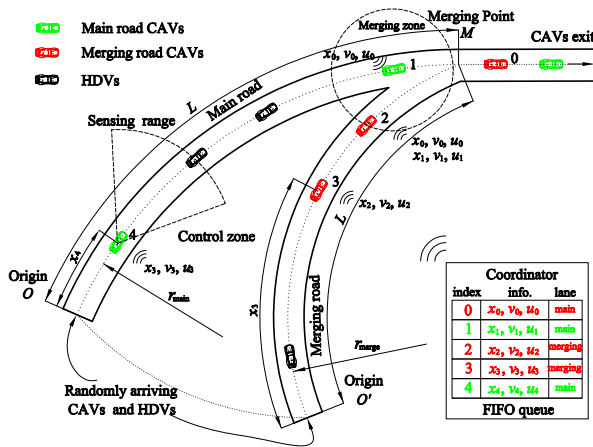 Main road CAVs
Merging road CAVs
HDVs
Merging zone
Merging Point
M
CAVs exit
x₀, v₀, u₀
0
1
L
Main road
Sensing range
2
x₀, v₀, u₀
x₁, v₁, u₁
3
x₂, v₂, u₂
L
4
Control zone
x₃, v₃, u₃
x₄
Origin
O
r_main
x₃
Merging road
r_merge
Origin
O'
Randomly arriving
CAVs and HDVs
Coordinator
index info. lane
0 x₀, v₀, u₀ main
1 x₁, v₁, u₁ main
2 x₂, v₂, u₂ merging
3 x₃, v₃, u₃ merging
4 x₄, v₄, u₄ main
FIFO queue